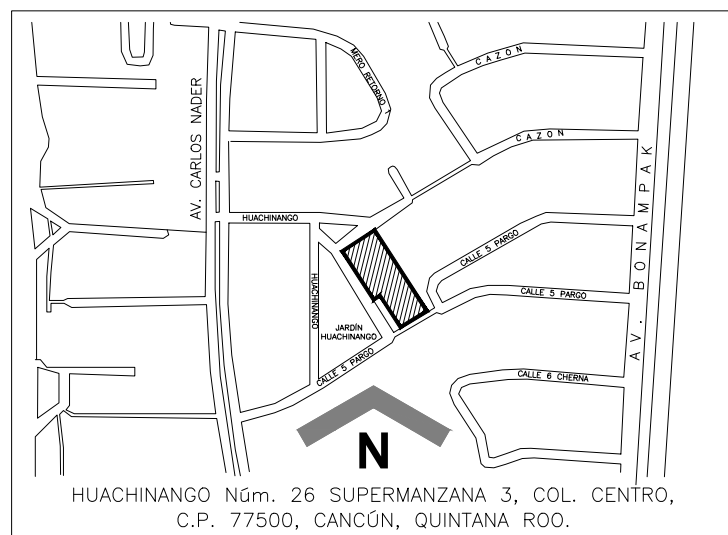 MERO RETORNO
CAZON
AV. CARLOS NADER
CAZON
HUACHINANGO
CALLE 5 PARGO
HUACHINANGO
CALLE 5 PARGO
AV. BONAMPAK
JARDÍN
HUACHINANGO
CALLE 5 PARGO
CALLE 6 CHERNA
N
HUACHINANGO Núm. 26 SUPERMANZANA 3, COL. CENTRO,
C.P. 77500, CANCÚN, QUINTANA ROO.